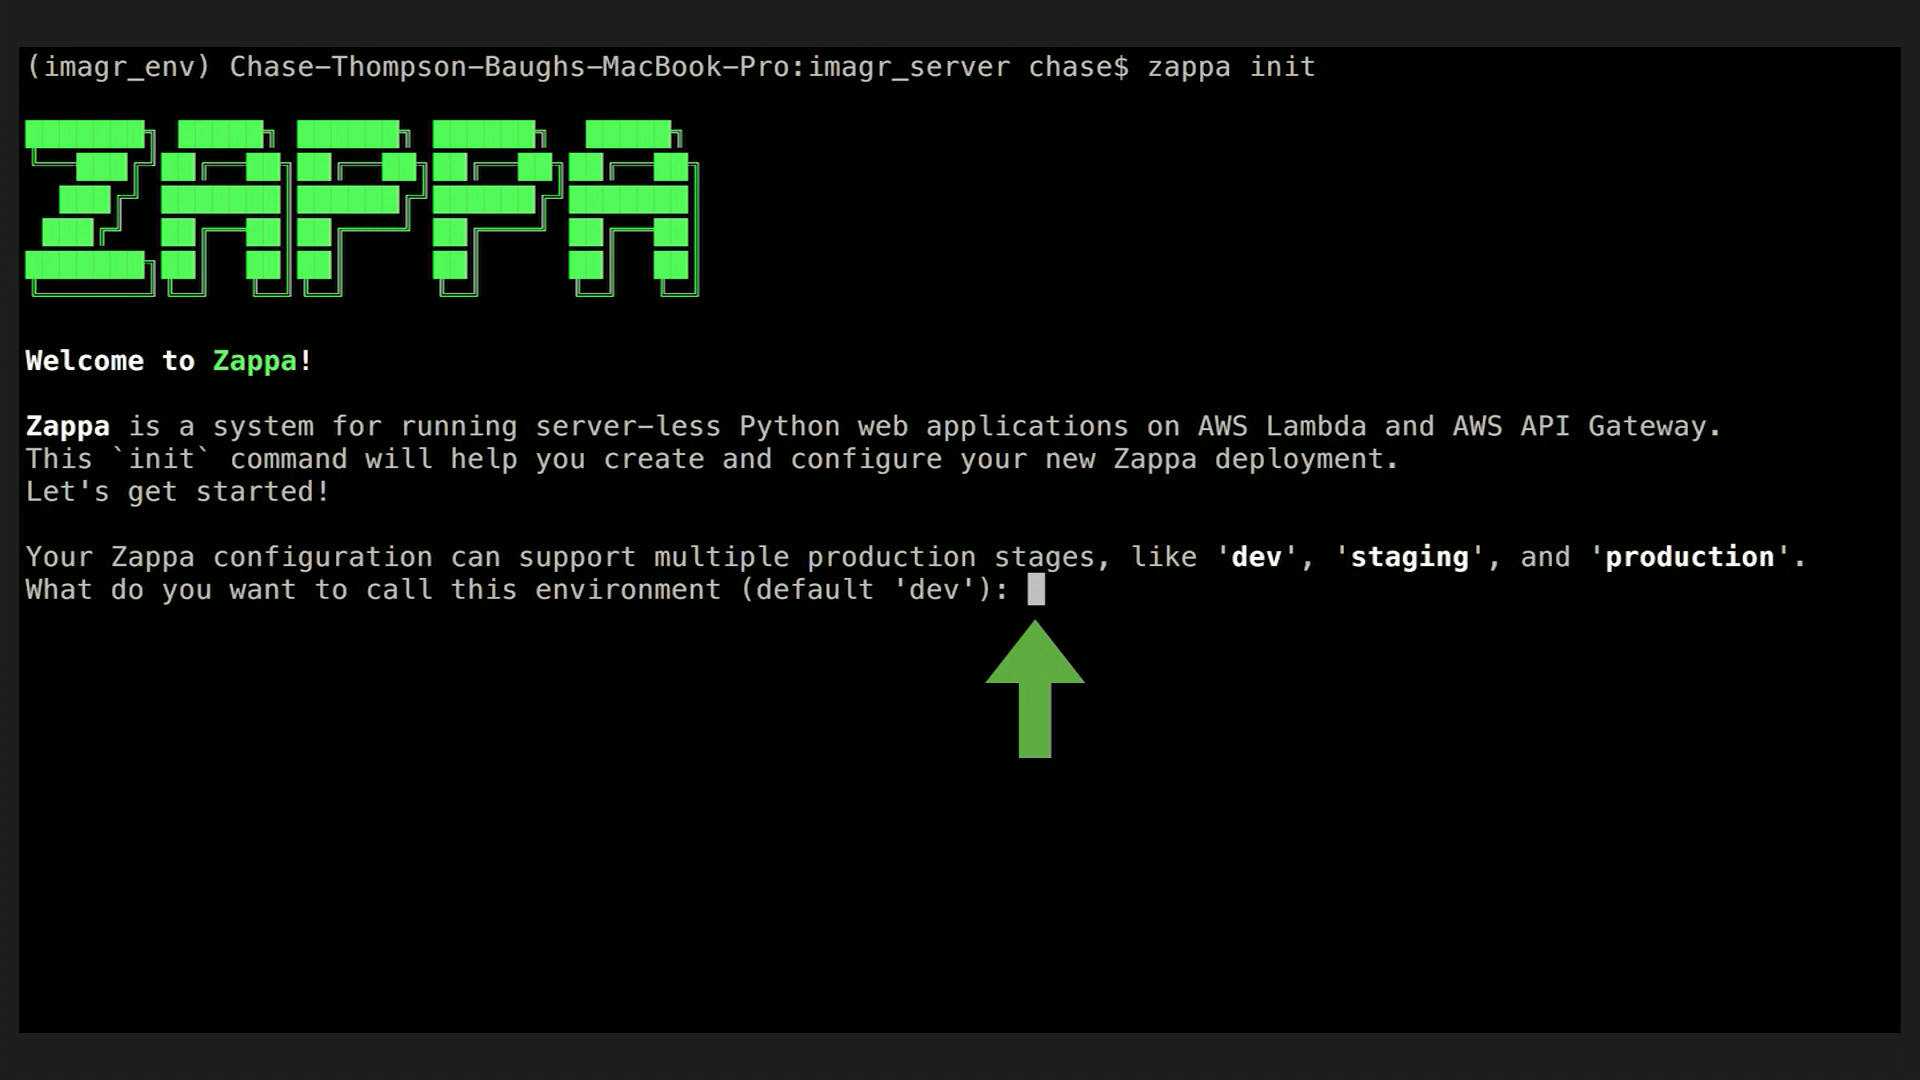 (imagr_env) Chase-Thompson-Baughs-MacBook-Pro:imagr_server chase$ zappa init
ZAPPA
Welcome to Zappa!
Zappa is a system for running server-less Python web applications on AWS Lambda and AWS API Gateway.
This `init` command will help you create and configure your new Zappa deployment.
Let's get started!
Your Zappa configuration can support multiple production stages, like 'dev', 'staging', and 'production'.
What do you want to call this environment (default 'dev'):